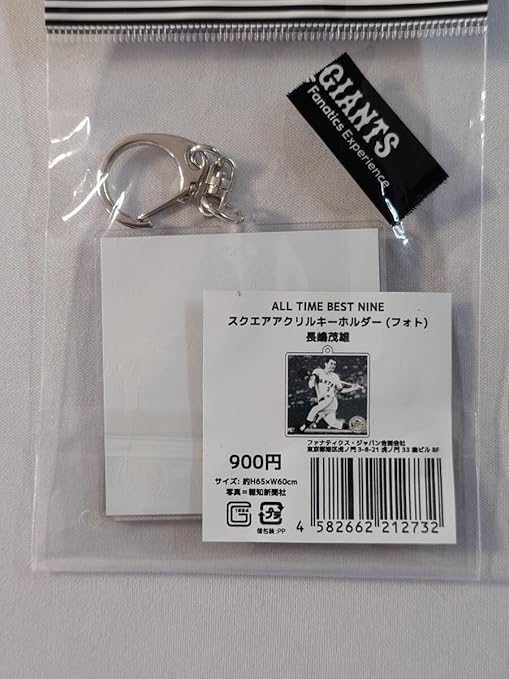 GIANTS
Fanatics Experience
ALL TIME BEST NINE
スクエアアクリルキーホルダー (フォト)
長嶋茂雄
ファナティクス・ジャパン合同会社
東京都港区虎ノ門 3-8-21 虎ノ門 33 森ビル 8F
900円
サイズ: 約H65×W60cm
写真=報知新聞社
個包装:PP
4 582662 212732